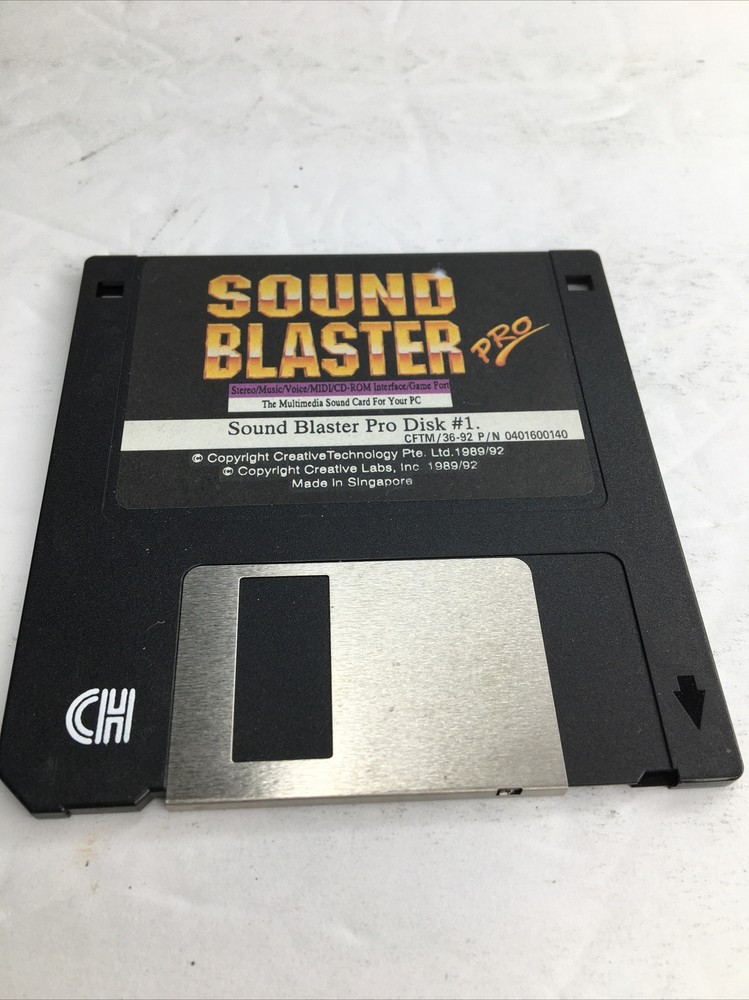 SOUND
BLASTER PRO
Stereo/Music/Voice/MIDI/CD-ROM Interface/Game Port
The Multimedia Sound Card For Your PC
Sound Blaster Pro Disk #1.
CFTM/36-92 P/N 0401600140
© Copyright CreativeTechnology Pte. Ltd.1989/92
© Copyright Creative Labs, Inc. 1989/92
Made in Singapore
CH